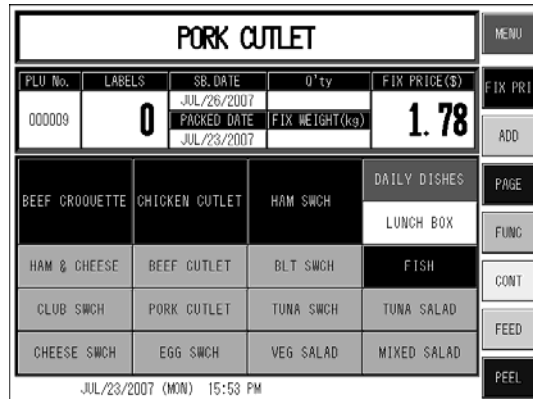 PORK CUTLET
MENU
PLU No. LABELS SB.DATE Q'ty FIX PRICE($)
FIX PRI
JUL/26/2007
000009 0 PACKED DATE FIX WEIGHT(kg) 1.78
JUL/23/2007
ADD
BEEF CROQUETTE CHICKEN CUTLET HAM SWCH DAILY DISHES
PAGE
LUNCH BOX
FUNC
HAM & CHEESE BEEF CUTLET BLT SWCH FISH
CONT
CLUB SWCH PORK CUTLET TUNA SWCH TUNA SALAD
FEED
CHEESE SWCH EGG SWCH VEG SALAD MIXED SALAD
PEEL
JUL/23/2007 (MON) 15:53 PM